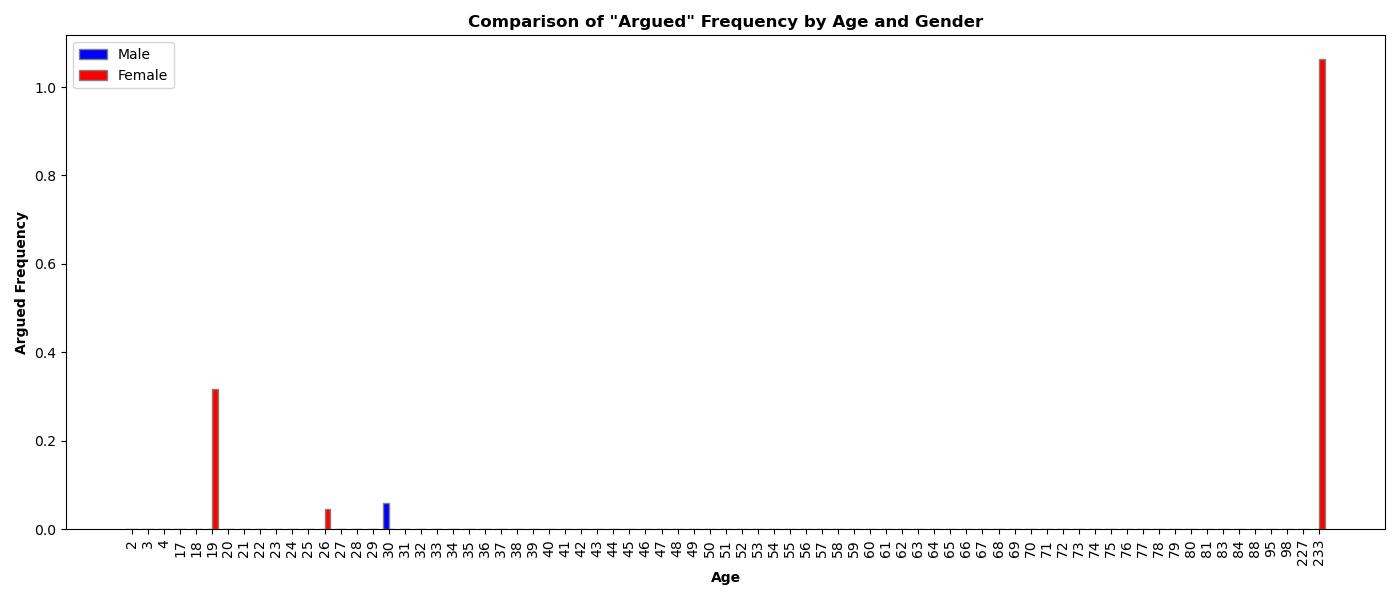 Comparison of "Argued" Frequency by Age and Gender
Male
Female
1.0
0.8
0.6
0.4
0.2
0.0
Argued Frequency
2 3 4 17 18 19 20 21 22 23 24 25 26 27 28 29 30 31 32 33 34 35 36 37 38 39 40 41 42 43 44 45 46 47 48 49 50 51 52 53 54 55 56 57 58 59 60 61 62 63 64 65 66 67 68 69 70 71 72 73 74 75 76 77 78 79 80 81 83 84 88 95 98 227 233
Age